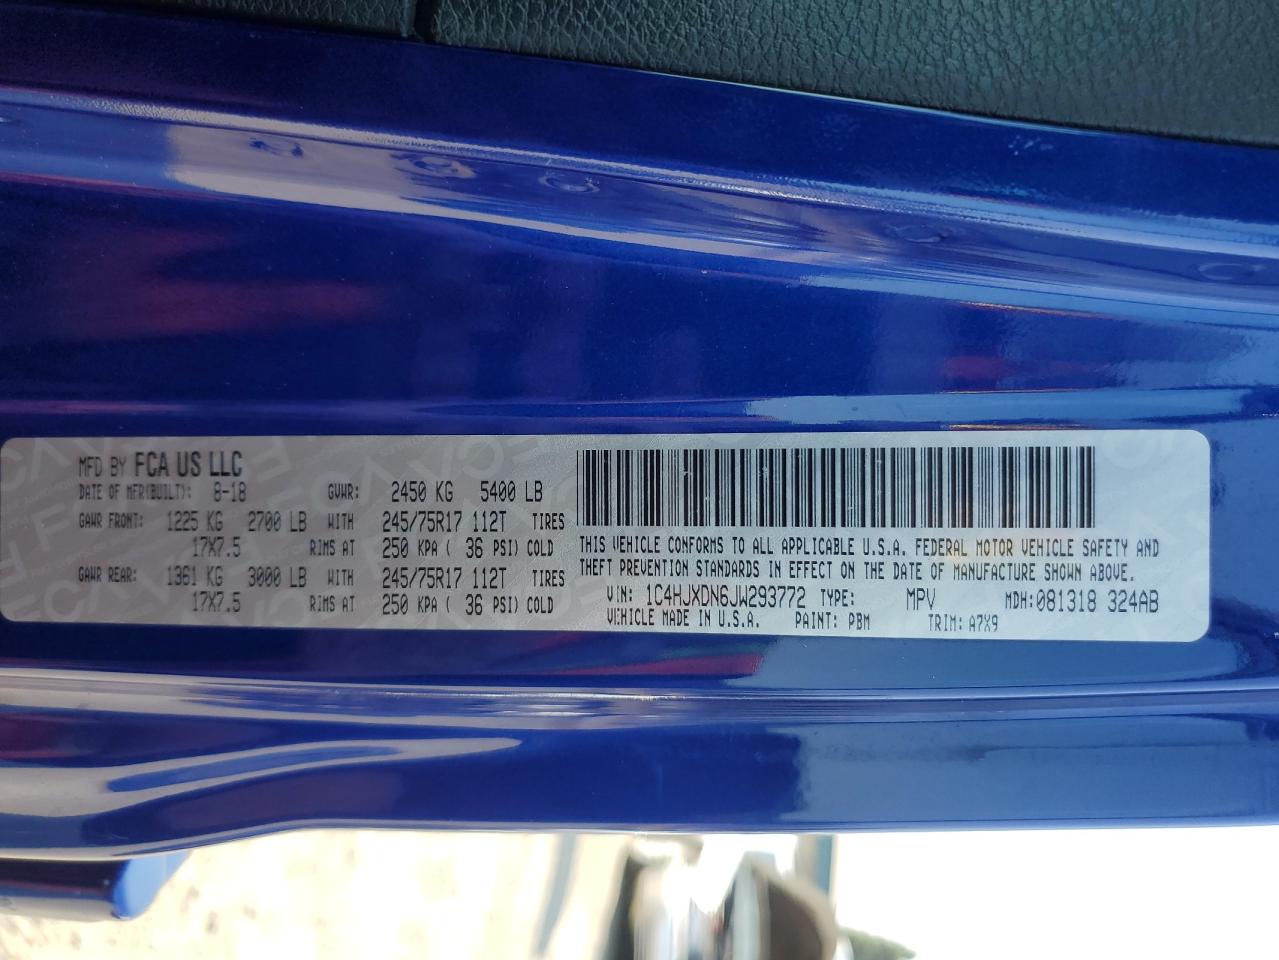 MFD BY FCA US LLC
DATE OF MFR(BUILT): 8-18 GVWR: 2450 KG 5400 LB
GAWR FRONT: 1225 KG 2700 LB WITH 245/75R17 112T TIRES
17X7.5 RIMS AT 250 KPA ( 36 PSI) COLD
GAWR REAR: 1361 KG 3000 LB WITH 245/75R17 112T TIRES
17X7.5 RIMS AT 250 KPA ( 36 PSI) COLD
THIS VEHICLE CONFORMS TO ALL APPLICABLE U.S.A. FEDERAL MOTOR VEHICLE SAFETY AND
THEFT PREVENTION STANDARDS IN EFFECT ON THE DATE OF MANUFACTURE SHOWN ABOVE.
VIN: 1C4HJXDN6JW293772 TYPE: MPV MDH: 081318 324AB
VEHICLE MADE IN U.S.A. PAINT: PBM TRIM: A7X9